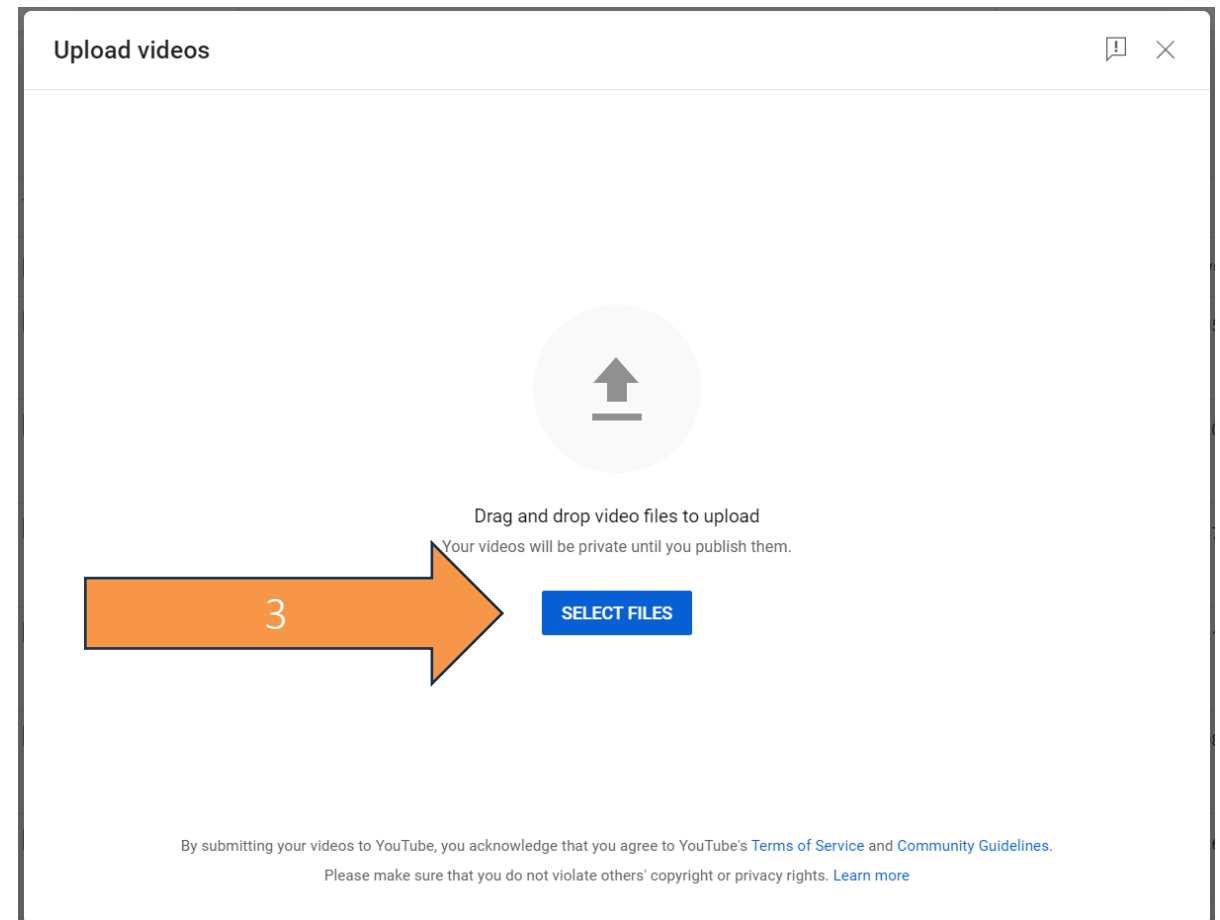 Upload videos
Drag and drop video files to upload
Your videos will be private until you publish them.
3
SELECT FILES
By submitting your videos to YouTube, you acknowledge that you agree to YouTube's Terms of Service and Community Guidelines.
Please make sure that you do not violate others' copyright or privacy rights. Learn more